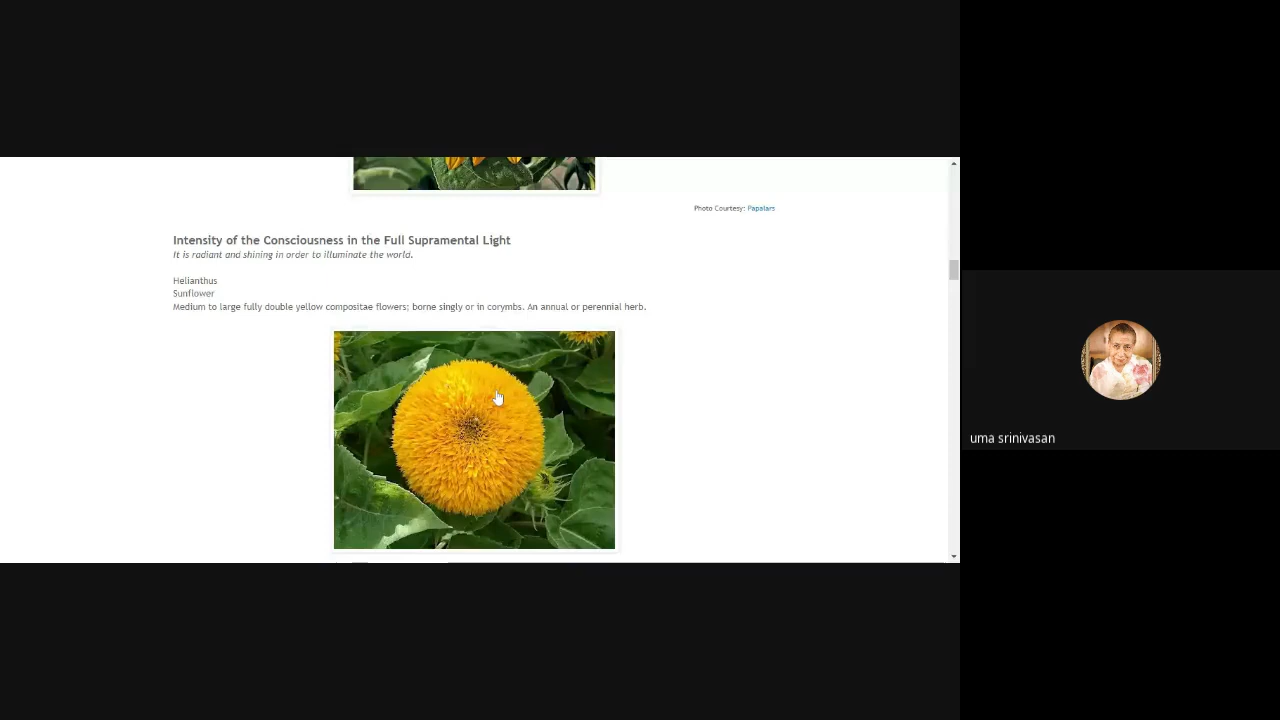 Photo Courtesy: Papalars
Intensity of the Consciousness in the Full Supramental Light
It is radiant and shining in order to illuminate the world.
Helianthus
Sunflower
Medium to large fully double yellow compositae flowers; borne singly or in corymbs. An annual or perennial herb.
uma srinivasan